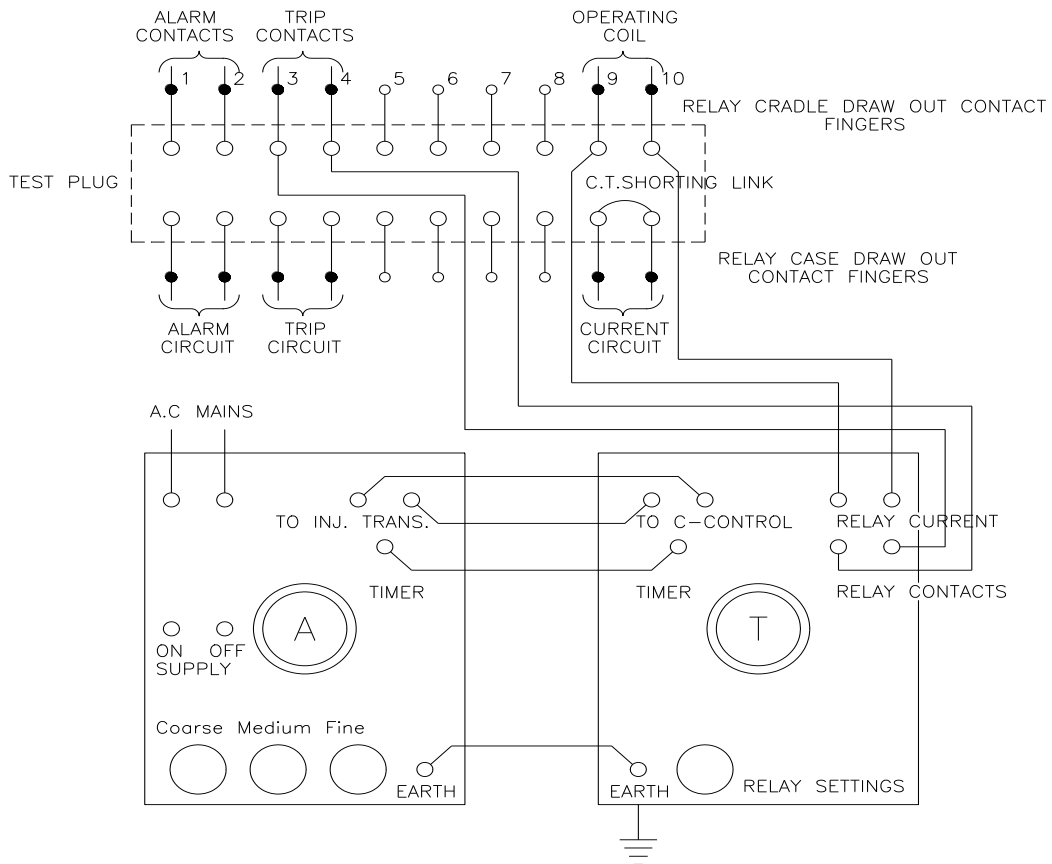 ALARM
CONTACTS
TRIP
CONTACTS
OPERATING
COIL
1 2 3 4 5 6 7 8 9 10
RELAY CRADLE DRAW OUT CONTACT
FINGERS
TEST PLUG
C.T.SHORTING LINK
RELAY CASE DRAW OUT
CONTACT FINGERS
ALARM
CIRCUIT
TRIP
CIRCUIT
CURRENT
CIRCUIT
A.C MAINS
TO INJ. TRANS.
TO C-CONTROL
RELAY CURRENT
TIMER
TIMER
RELAY CONTACTS
A
T
ON OFF
SUPPLY
Coarse Medium Fine
EARTH
EARTH
RELAY SETTINGS